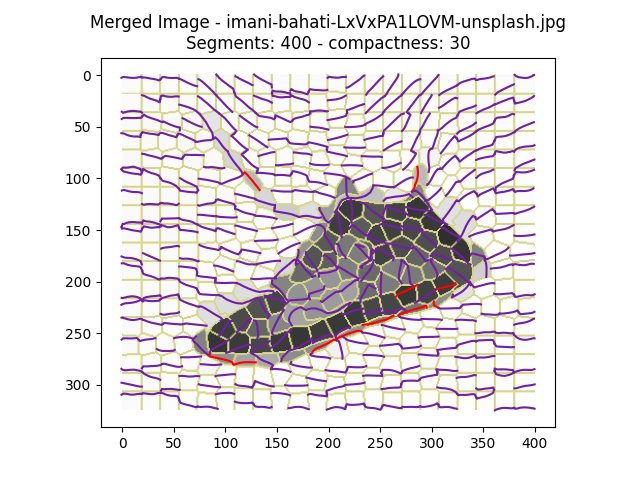 Merged Image - imani-bahati-LxVxPA1LOVM-unsplash.jpg
Segments: 400 - compactness: 30
0
50
100
150
200
250
300
0 50 100 150 200 250 300 350 400